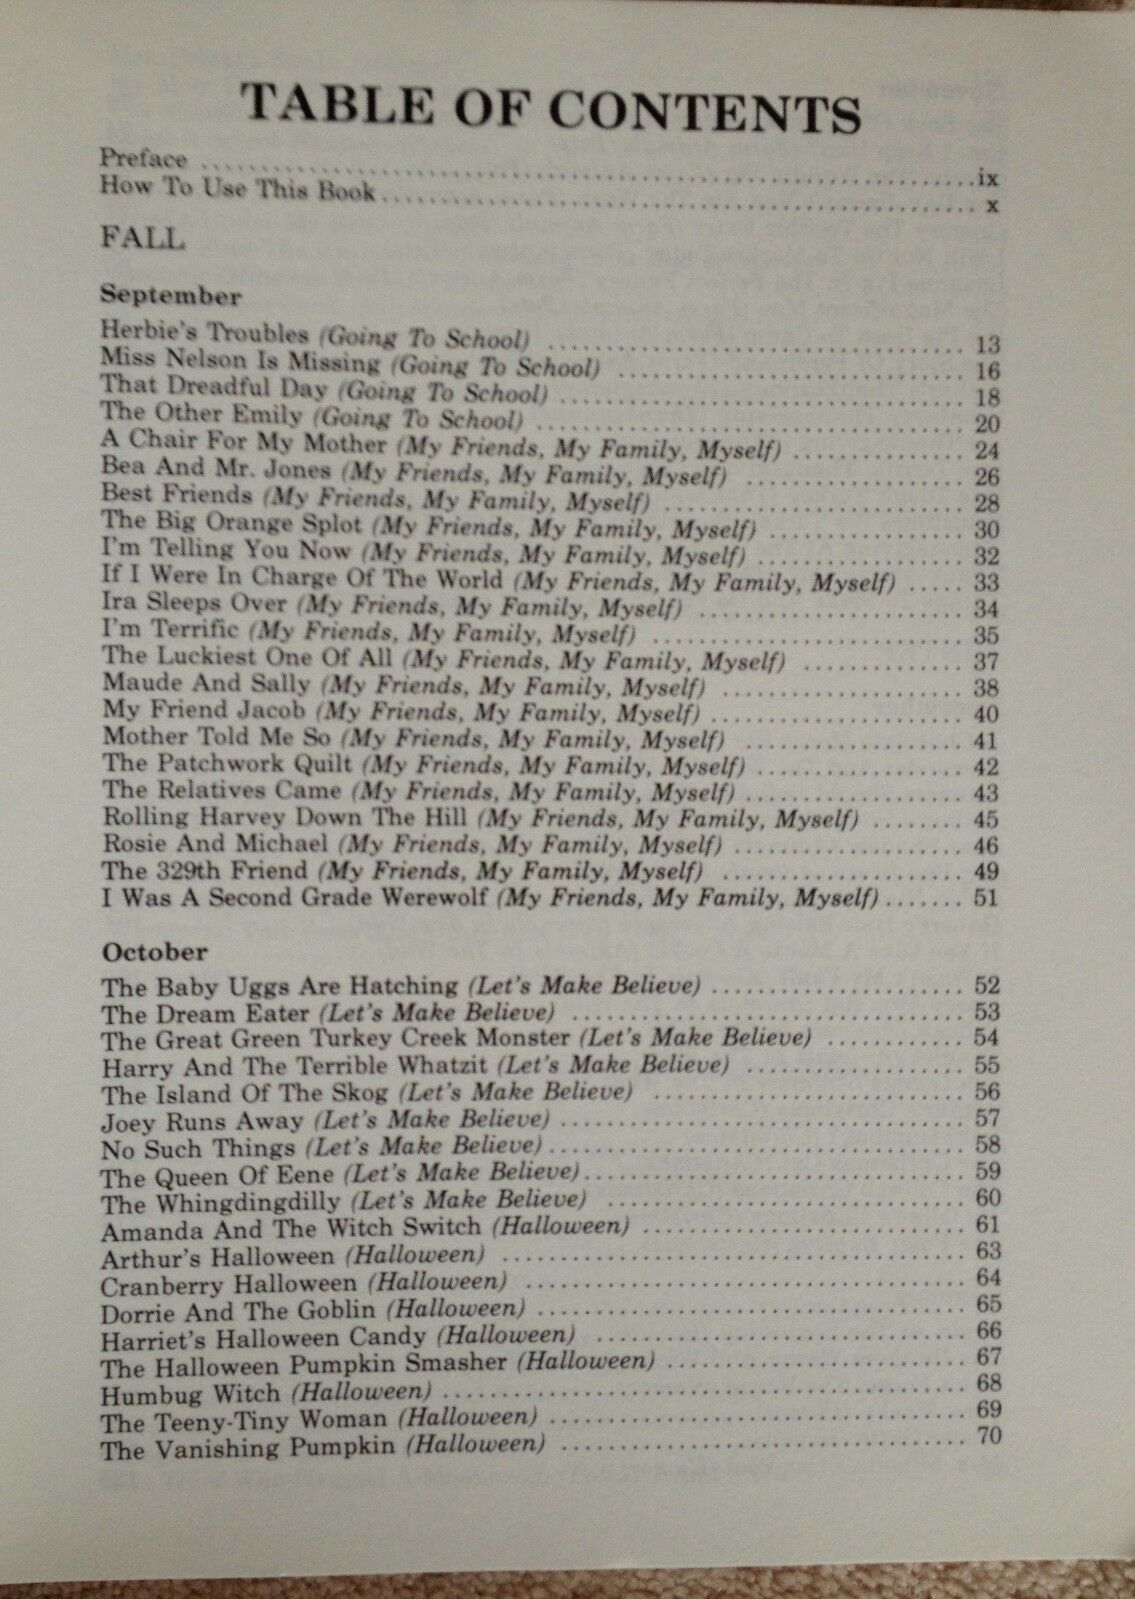 TABLE OF CONTENTS
Preface ........ ix
How To Use This Book ........ x
FALL
September
Herbie's Troubles (Going To School) ........ 13
Miss Nelson Is Missing (Going To School) ........ 16
That Dreadful Day (Going To School) ........ 18
The Other Emily (Going To School) ........ 20
A Chair For My Mother (My Friends, My Family, Myself) ........ 24
Bea And Mr. Jones (My Friends, My Family, Myself) ........ 26
Best Friends (My Friends, My Family, Myself) ........ 28
The Big Orange Splot (My Friends, My Family, Myself) ........ 30
I'm Telling You Now (My Friends, My Family, Myself) ........ 32
If I Were In Charge Of The World (My Friends, My Family, Myself) ..... 33
Ira Sleeps Over (My Friends, My Family, Myself) ........ 34
I'm Terrific (My Friends, My Family, Myself) ........ 35
The Luckiest One Of All (My Friends, My Family, Myself) ........ 37
Maude And Sally (My Friends, My Family, Myself) ........ 38
My Friend Jacob (My Friends, My Family, Myself) ........ 40
Mother Told Me So (My Friends, My Family, Myself) ........ 41
The Patchwork Quilt (My Friends, My Family, Myself) ........ 42
The Relatives Came (My Friends, My Family, Myself) ........ 43
Rolling Harvey Down The Hill (My Friends, My Family, Myself) ........ 45
Rosie And Michael (My Friends, My Family, Myself) ........ 46
The 329th Friend (My Friends, My Family, Myself) ........ 49
I Was A Second Grade Werewolf (My Friends, My Family, Myself) ....... 51
October
The Baby Uggs Are Hatching (Let's Make Believe) ........ 52
The Dream Eater (Let's Make Believe) ........ 53
The Great Green Turkey Creek Monster (Let's Make Believe) ........ 54
Harry And The Terrible Whatzit (Let's Make Believe) ........ 55
The Island Of The Skog (Let's Make Believe) ........ 56
Joey Runs Away (Let's Make Believe) ........ 57
No Such Things (Let's Make Believe) ........ 58
The Queen Of Eene (Let's Make Believe) ........ 59
The Whingdingdilly (Let's Make Believe) ........ 60
Amanda And The Witch Switch (Halloween) ........ 61
Arthur's Halloween (Halloween) ........ 63
Cranberry Halloween (Halloween) ........ 64
Dorrie And The Goblin (Halloween) ........ 65
Harriet's Halloween Candy (Halloween) ........ 66
The Halloween Pumpkin Smasher (Halloween) ........ 67
Humbug Witch (Halloween) ........ 68
The Teeny-Tiny Woman (Halloween) ........ 69
The Vanishing Pumpkin (Halloween) ........ 70